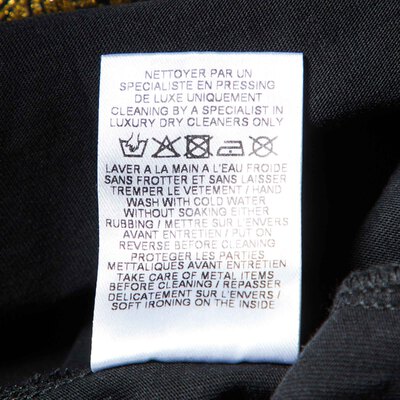 NETTOYER PAR UN
SPECIALISTE EN PRESSING
DE LUXE UNIQUEMENT
CLEANING BY A SPECIALIST IN
LUXURY DRY CLEANERS ONLY
LAVER A LA MAIN A L'EAU FROIDE
SANS FROTTER ET SANS LAISSER
TREMPER LE VETEMENT / HAND
WASH WITH COLD WATER
WITHOUT SOAKING EITHER
RUBBING / METTRE SUR L'ENVERS
AVANT ENTRETIEN / PUT ON
REVERSE BEFORE CLEANING
PROTEGER LES PARTIES
METALLIQUES AVANT ENTRETIEN
TAKE CARE OF METAL ITEMS
BEFORE CLEANING / REPASSER
DELICATEMENT SUR L'ENVERS /
SOFT IRONING ON THE INSIDE